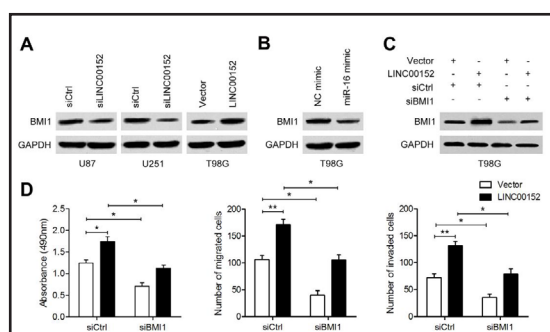 A
siCtrl siLINC00152 siCtrl siLINC00152 Vector LINC00152
BMI1
GAPDH
U87 U251 T98G
B
NC mimic miR-16 mimic
BMI1
GAPDH
T98G
C
Vector + - + -
LINC00152 - + - +
siCtrl + + - -
siBMI1 - - + +
BMI1
GAPDH
T98G
D
Vector
LINC00152
Absorbance (490nm)
2.5
2.0
1.5
1.0
0.5
0.0
*
*
*
siCtrl siBMI1
Number of migrated cells
200
150
100
50
0
*
*
**
siCtrl siBMI1
Number of invaded cells
200
150
100
50
0
*
*
**
siCtrl siBMI1